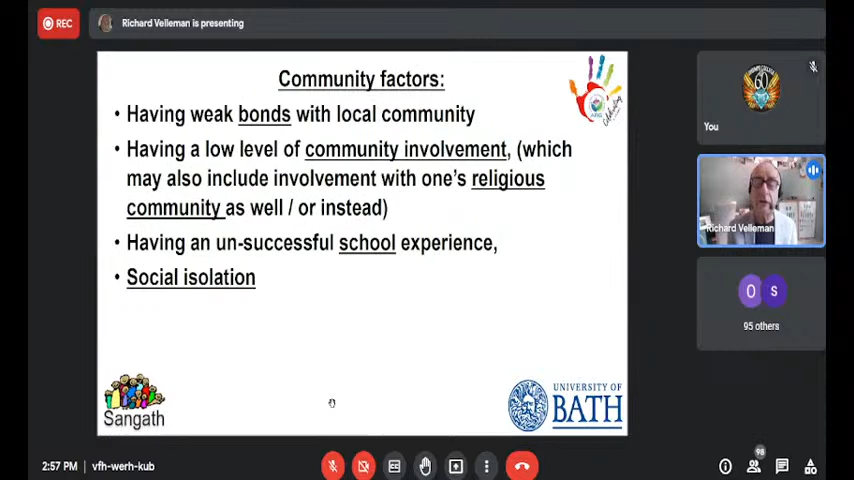 REC
Richard Velleman is presenting
Community factors:
• Having weak bonds with local community
• Having a low level of community involvement, (which
may also include involvement with one's religious
community as well / or instead)
• Having an un-successful school experience,
• Social isolation
Sangath
UNIVERSITY OF
BATH
60
You
Richard Velleman
O S
95 others
2:57 PM | vfh-werh-kub
CC
98